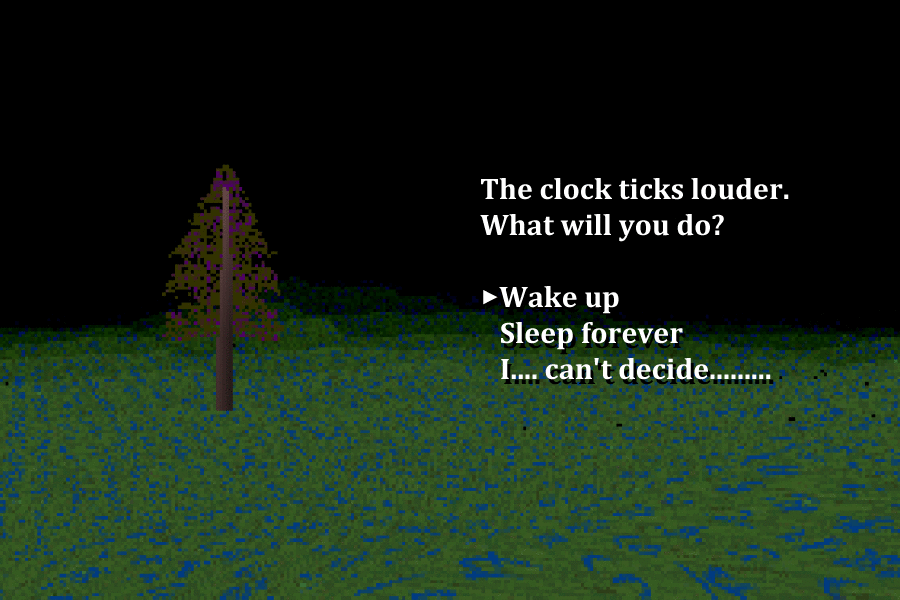 The clock ticks louder.
What will you do?
▶Wake up
Sleep forever
I.... can't decide.........